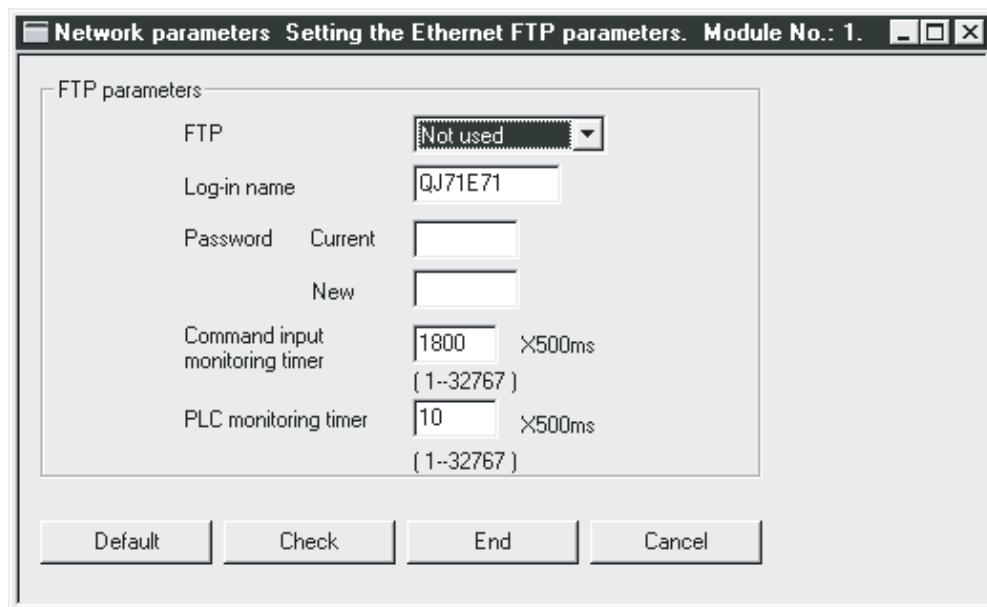 Network parameters Setting the Ethernet FTP parameters. Module No.: 1.
FTP parameters
FTP Not used
Log-in name QJ71E71
Password Current
New
Command input
monitoring timer 1800 X500ms
( 1--32767 )
PLC monitoring timer 10 X500ms
( 1--32767 )
Default Check End Cancel